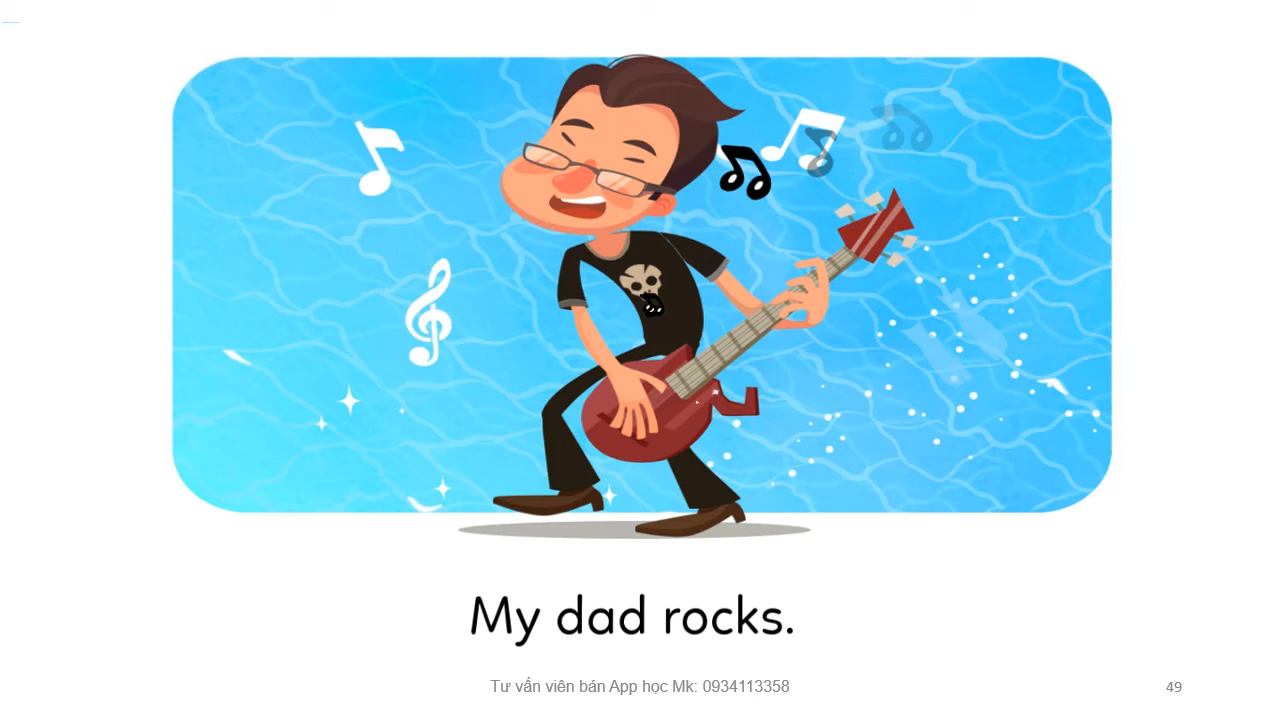 My dad rocks.
Tư vấn viên bán App học Mk: 0934113358
49